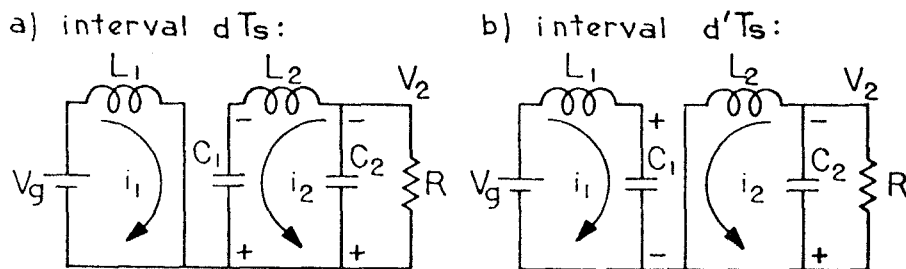 a) interval dTs:
b) interval d'Ts:
L1 L2 V2
L1 L2 V2
Vg i1 C1 i2 C2 R
Vg i1 C1 i2 C2 R
− − + +
+ − − +